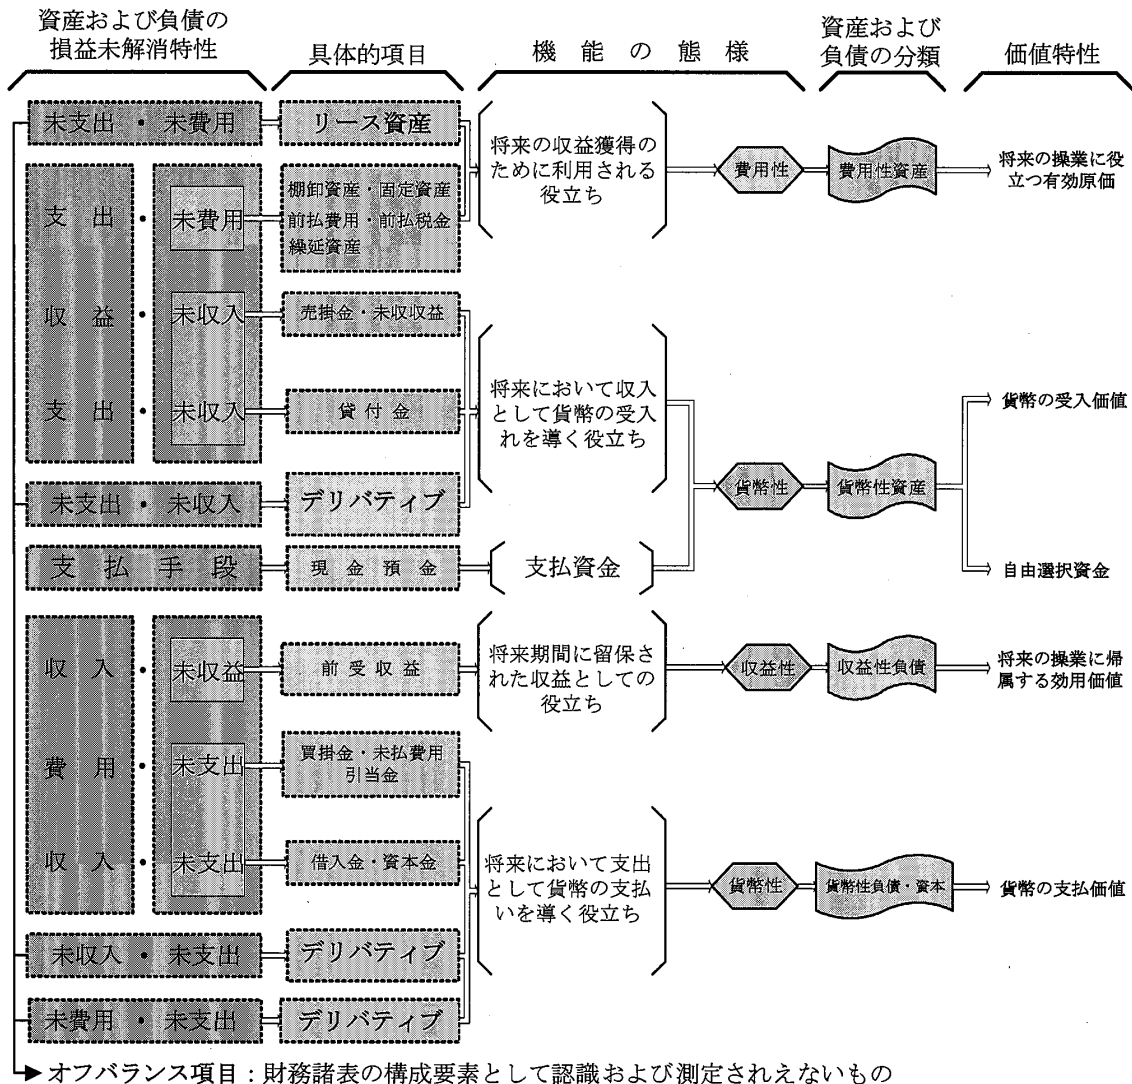 資産および負債の
損益未解消特性
具体的項目
機能の態様
資産および
負債の分類
価値特性
未支出・未費用
リース資産
将来の収益獲得の
ために利用される
役立ち
費用性
費用性資産
将来の操業に役
立つ有効原価
支出・未費用
棚卸資産・固定資産
前払費用・前払税金
繰延資産
収益・未収入
売掛金・未収収益
将来において収入
として貨幣の受入
れを導く役立ち
貨幣の受入価値
支出・未収入
貸付金
貨幣性
貨幣性資産
未支出・未収入
デリバティブ
支払手段
現金預金
支払資金
自由選択資金
収入・未収益
前受収益
将来期間に留保さ
れた収益としての
役立ち
収益性
収益性負債
将来の操業に帰
属する効用価値
費用・未支出
買掛金・未払費用
引当金
収入・未支出
借入金・資本金
将来において支出
として貨幣の支払
いを導く役立ち
貨幣性
貨幣性負債・資本
貨幣の支払価値
未収入・未支出
デリバティブ
未費用・未支出
デリバティブ
オフバランス項目：財務諸表の構成要素として認識および測定されえないもの